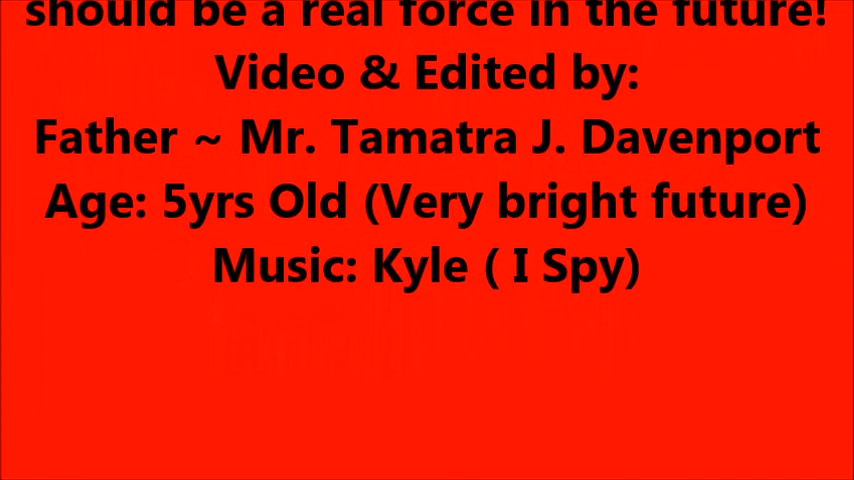 should be a real force in the future!
Video & Edited by:
Father ~ Mr. Tamatra J. Davenport
Age: 5yrs Old (Very bright future)
Music: Kyle ( I Spy)